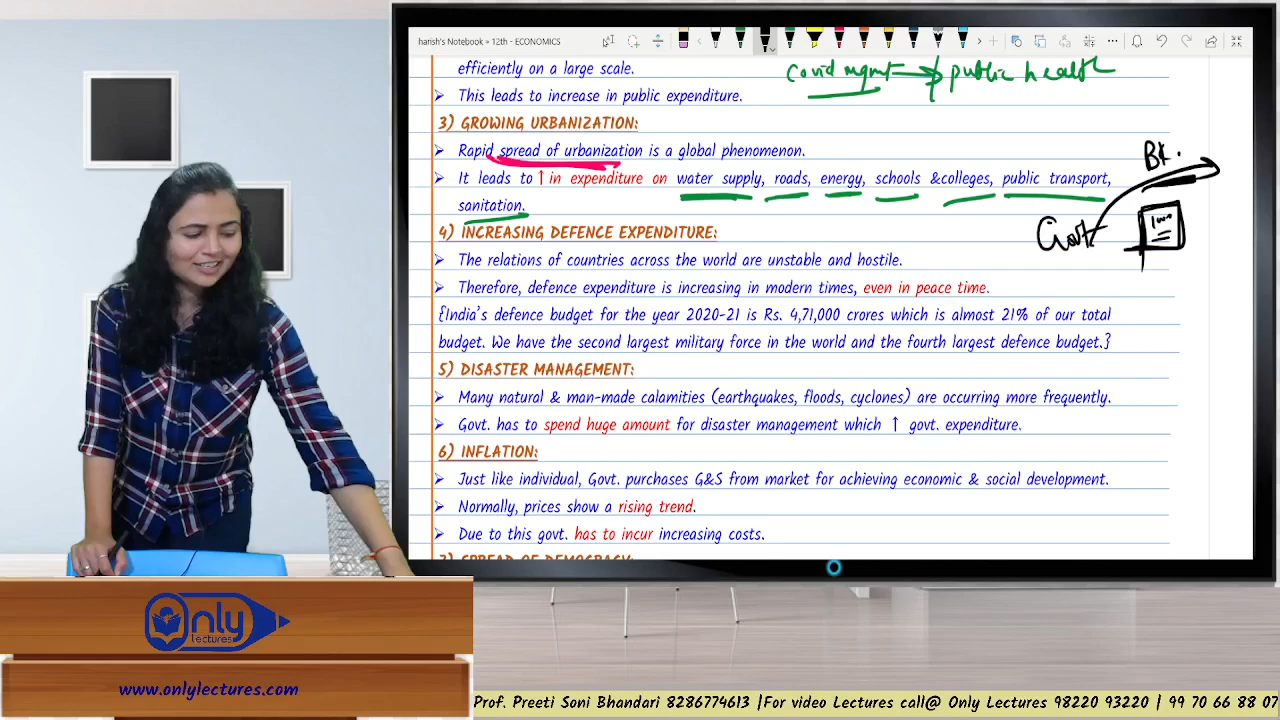 harish's Notebook » 12th - ECONOMICS
efficiently on a large scale.
Covid mgmt → public health
➤ This leads to increase in public expenditure.
3) GROWING URBANIZATION:
➤ Rapid spread of urbanization is a global phenomenon.
➤ It leads to ↑ in expenditure on water supply, roads, energy, schools &colleges, public transport,
sanitation.
Govt
4) INCREASING DEFENCE EXPENDITURE:
➤ The relations of countries across the world are unstable and hostile.
➤ Therefore, defence expenditure is increasing in modern times, even in peace time.
{India's defence budget for the year 2020-21 is Rs. 4,71,000 crores which is almost 21% of our total
budget. We have the second largest military force in the world and the fourth largest defence budget.}
5) DISASTER MANAGEMENT:
➤ Many natural & man-made calamities (earthquakes, floods, cyclones) are occurring more frequently.
➤ Govt. has to spend huge amount for disaster management which ↑ govt. expenditure.
6) INFLATION:
➤ Just like individual, Govt. purchases G&S from market for achieving economic & social development.
➤ Normally, prices show a rising trend.
➤ Due to this govt. has to incur increasing costs.
7) SPREAD OF DEMOCRACY:
Only
lectures
www.onlylectures.com
Prof. Preeti Soni Bhandari 8286774613 |For video Lectures call@ Only Lectures 98220 93220 | 99 70 66 88 07